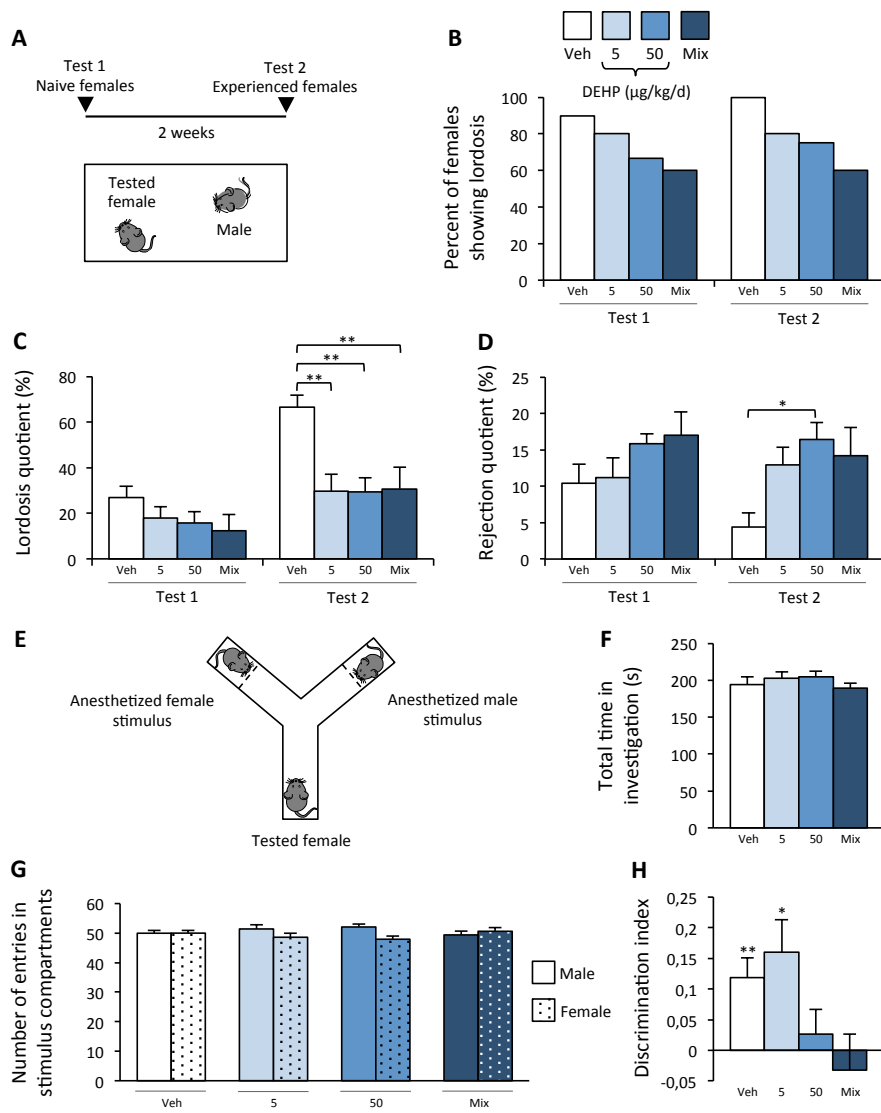 A
Test 1
Naive females
Test 2
Experienced females
2 weeks
Tested
female
Male
B
Veh 5 50 Mix
DEHP (µg/kg/d)
Percent of females
showing lordosis
100
80
60
40
20
0
Veh 5 50 Mix Veh 5 50 Mix
Test 1 Test 2
C
Lordosis quotient (%)
80
60
40
20
0
** ** **
Veh 5 50 Mix Veh 5 50 Mix
Test 1 Test 2
D
Rejection quotient (%)
25
20
15
10
5
0
*
Veh 5 50 Mix Veh 5 50 Mix
Test 1 Test 2
E
Anesthetized female
stimulus
Anesthetized male
stimulus
Tested female
F
Total time in
investigation (s)
250
200
150
100
50
0
Veh 5 50 Mix
G
Number of entries in
stimulus compartments
60
50
40
30
20
10
0
Veh 5 50 Mix
Male
Female
H
Discrimination index
0,25
0,2
0,15
0,1
0,05
0
-0,05
** *
Veh 5 50 Mix